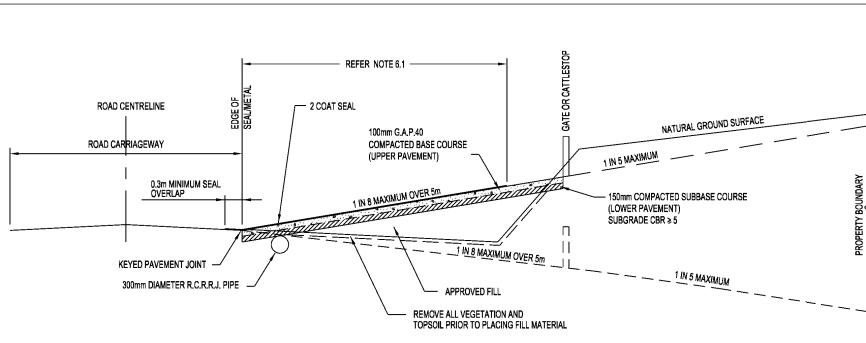 REFER NOTE 6.1
ROAD CENTRELINE
EDGE OF
SEAL/METAL
2 COAT SEAL
GATE OR CATTLESTOP
NATURAL GROUND SURFACE
ROAD CARRIAGEWAY
100mm G.A.P.40
COMPACTED BASE COURSE
(UPPER PAVEMENT)
1 IN 5 MAXIMUM
0.3m MINIMUM SEAL
OVERLAP
1 IN 8 MAXIMUM OVER 5m
150mm COMPACTED SUBBASE COURSE
(LOWER PAVEMENT)
SUBGRADE CBR ≥ 5
PROPERTY BOUNDARY
KEYED PAVEMENT JOINT
1 IN 8 MAXIMUM OVER 5m
300mm DIAMETER R.C.R.R.J. PIPE
APPROVED FILL
1 IN 5 MAXIMUM
REMOVE ALL VEGETATION AND
TOPSOIL PRIOR TO PLACING FILL MATERIAL